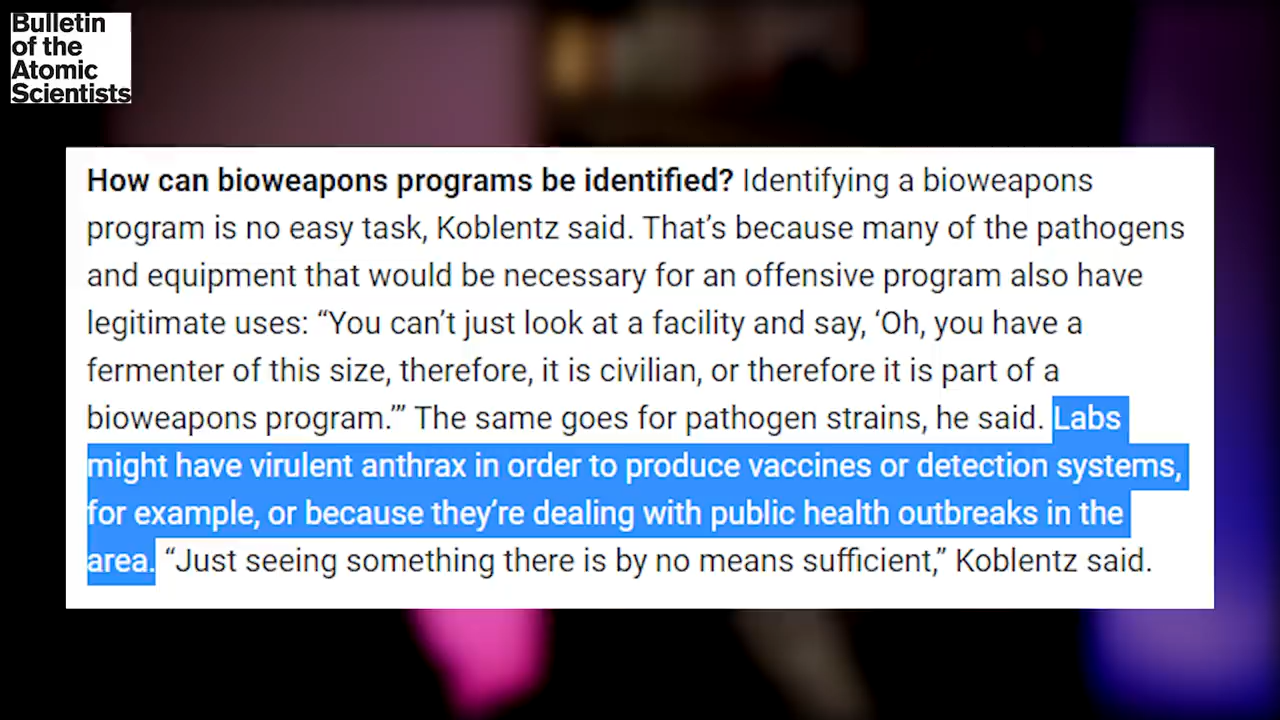 Bulletin
of the
Atomic
Scientists
How can bioweapons programs be identified? Identifying a bioweapons
program is no easy task, Koblentz said. That’s because many of the pathogens
and equipment that would be necessary for an offensive program also have
legitimate uses: “You can’t just look at a facility and say, ‘Oh, you have a
fermenter of this size, therefore, it is civilian, or therefore it is part of a
bioweapons program.’” The same goes for pathogen strains, he said. Labs
might have virulent anthrax in order to produce vaccines or detection systems,
for example, or because they’re dealing with public health outbreaks in the
area. “Just seeing something there is by no means sufficient,” Koblentz said.